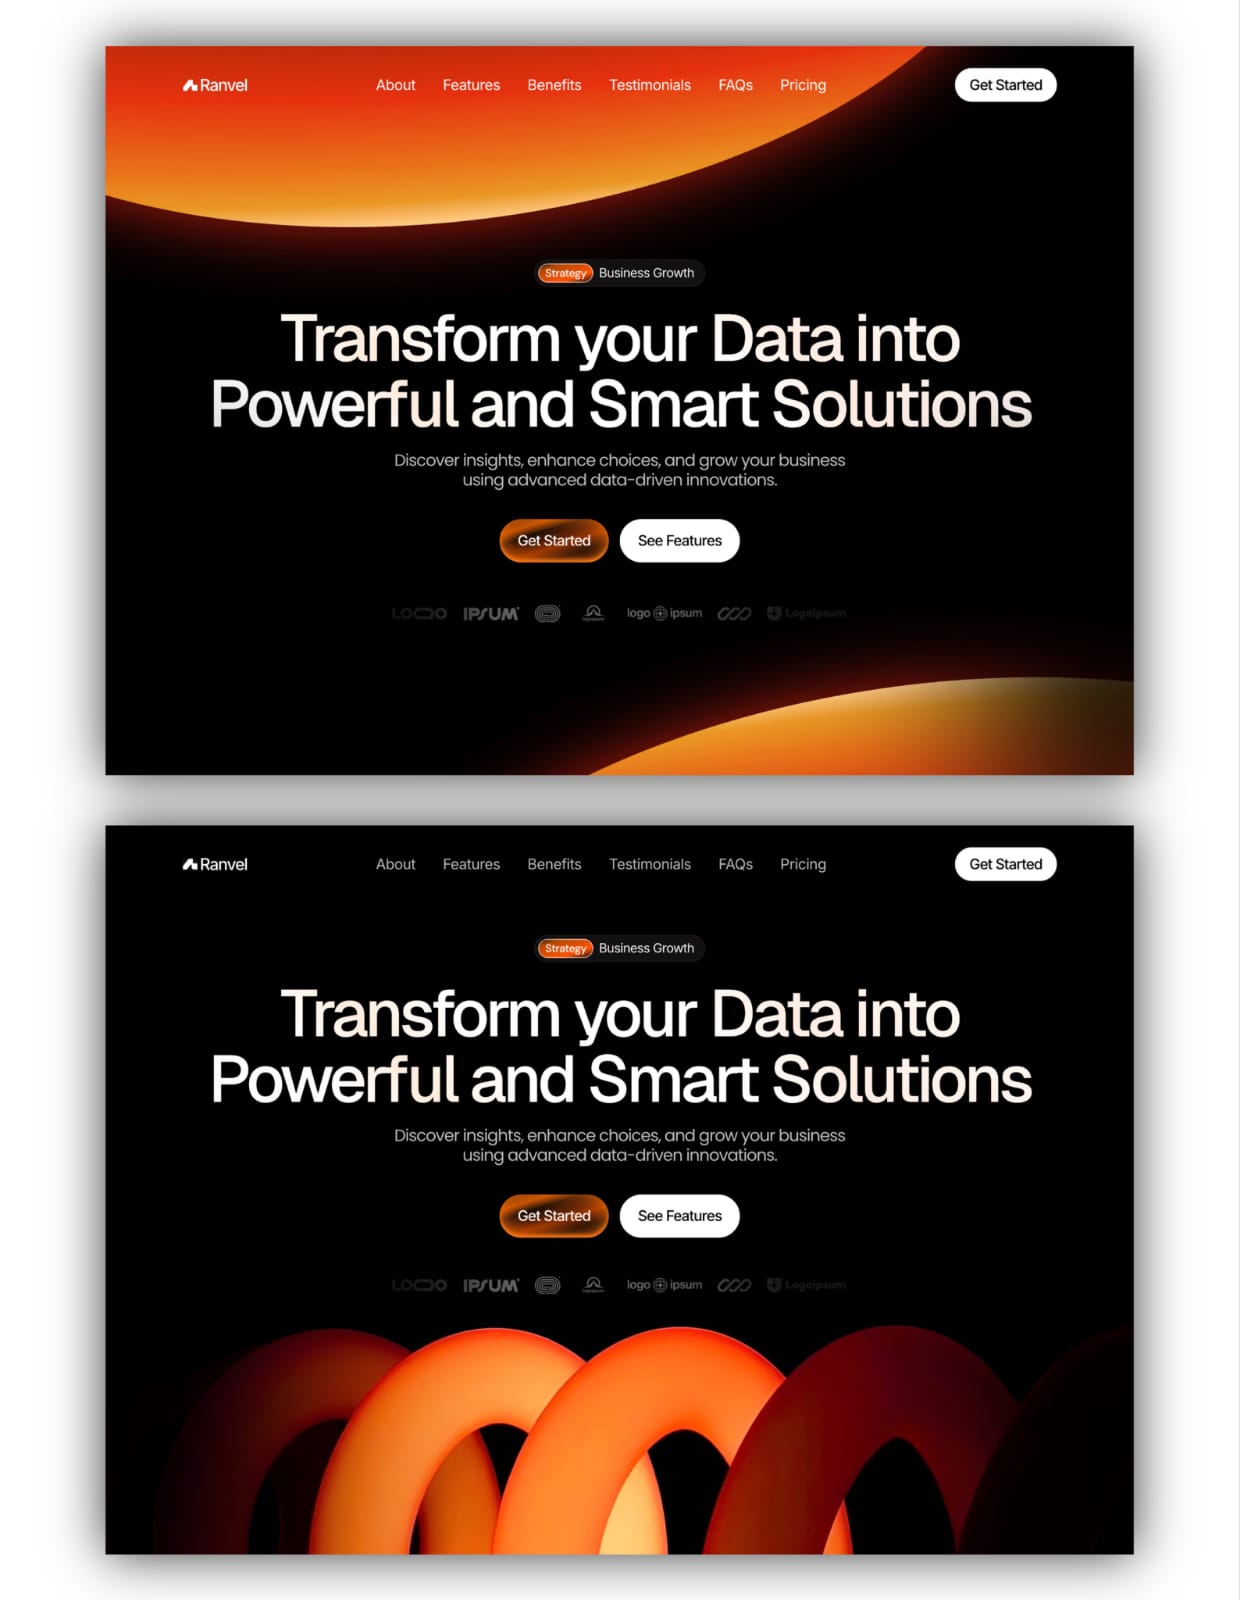 Ranvel About Features Benefits Testimonials FAQs Pricing Get Started
Strategy Business Growth
Transform your Data into
Powerful and Smart Solutions
Discover insights, enhance choices, and grow your business
using advanced data-driven innovations.
Get Started See Features
LOGO IPSUM logo ipsum Logoipsum
Ranvel About Features Benefits Testimonials FAQs Pricing Get Started
Strategy Business Growth
Transform your Data into
Powerful and Smart Solutions
Discover insights, enhance choices, and grow your business
using advanced data-driven innovations.
Get Started See Features
LOGO IPSUM logo ipsum Logoipsum